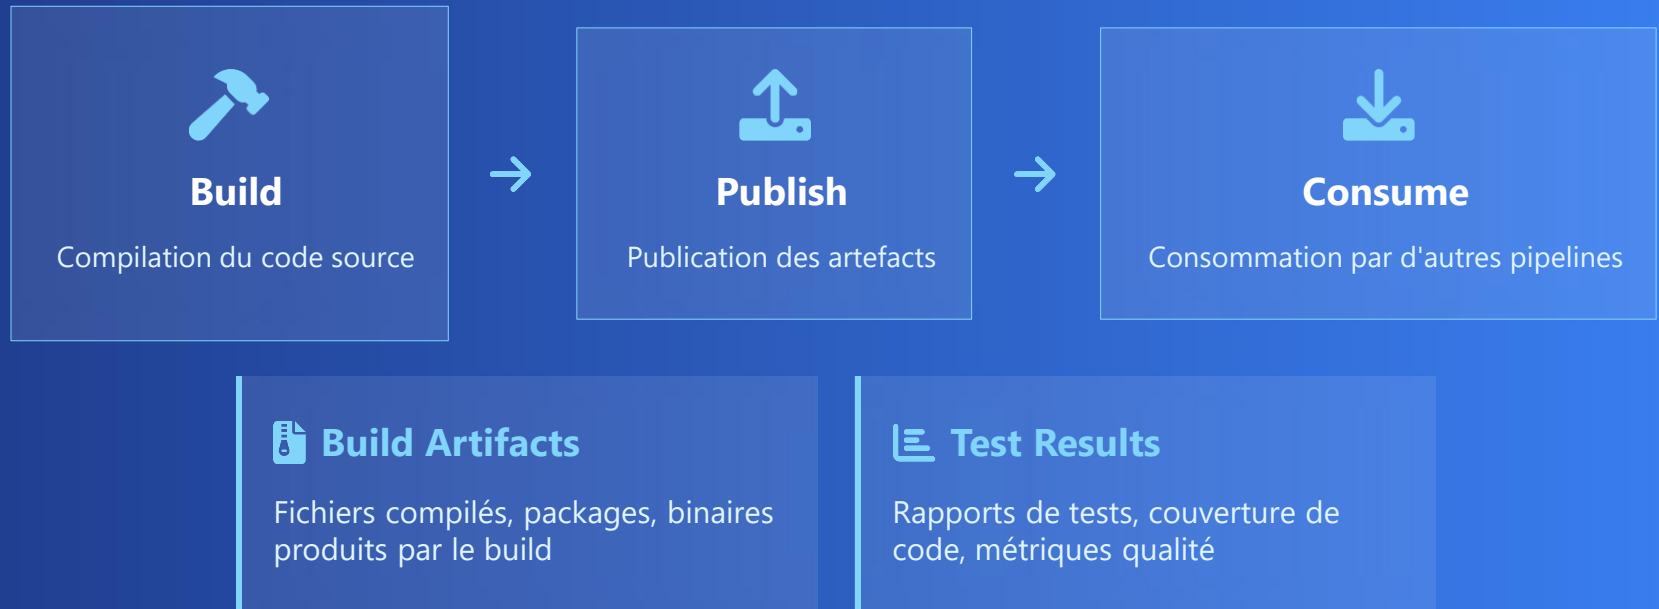 Build
Compilation du code source
Publish
Publication des artefacts
Consume
Consommation par d'autres pipelines
Build Artifacts
Fichiers compilés, packages, binaires
produits par le build
Test Results
Rapports de tests, couverture de
code, métriques qualité